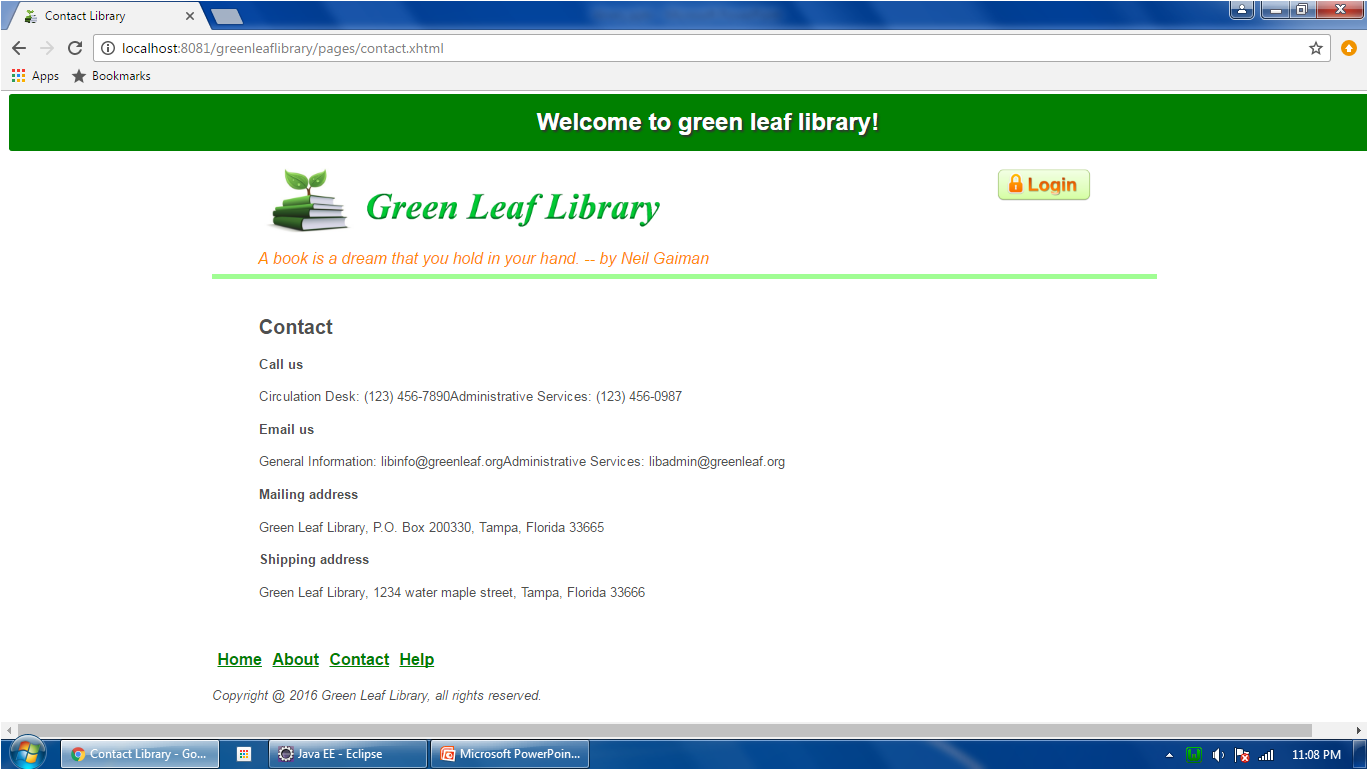 Contact Library
localhost:8081/greenleaflibrary/pages/contact.xhtml
Apps Bookmarks
Welcome to green leaf library!
Green Leaf Library
Login
A book is a dream that you hold in your hand. -- by Neil Gaiman
Contact
Call us
Circulation Desk: (123) 456-7890Administrative Services: (123) 456-0987
Email us
General Information: libinfo@greenleaf.orgAdministrative Services: libadmin@greenleaf.org
Mailing address
Green Leaf Library, P.O. Box 200330, Tampa, Florida 33665
Shipping address
Green Leaf Library, 1234 water maple street, Tampa, Florida 33666
Home About Contact Help
Copyright @ 2016 Green Leaf Library, all rights reserved.
Contact Library - Go... Java EE - Eclipse Microsoft PowerPoin... 11:08 PM